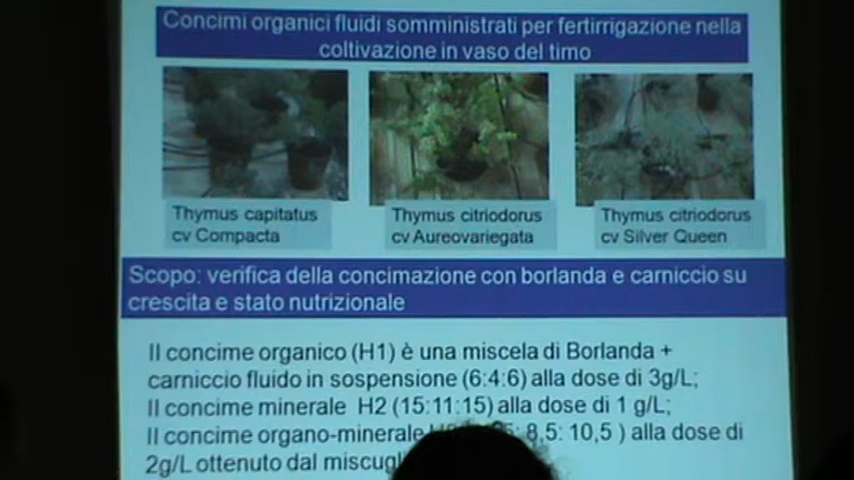 Concimi organici fluidi somministrati per fertirrigazione nella
coltivazione in vaso del timo
Thymus capitatus
cv Compacta
Thymus citriodorus
cv Aureovariegata
Thymus citriodorus
cv Silver Queen
Scopo: verifica della concimazione con borlanda e carniccio su
crescita e stato nutrizionale
Il concime organico (H1) è una miscela di Borlanda +
carniccio fluido in sospensione (6:4:6) alla dose di 3g/L;
Il concime minerale H2 (15:11:15) alla dose di 1 g/L;
Il concime organo-minerale 8,5: 10,5 ) alla dose di
2g/L ottenuto dal